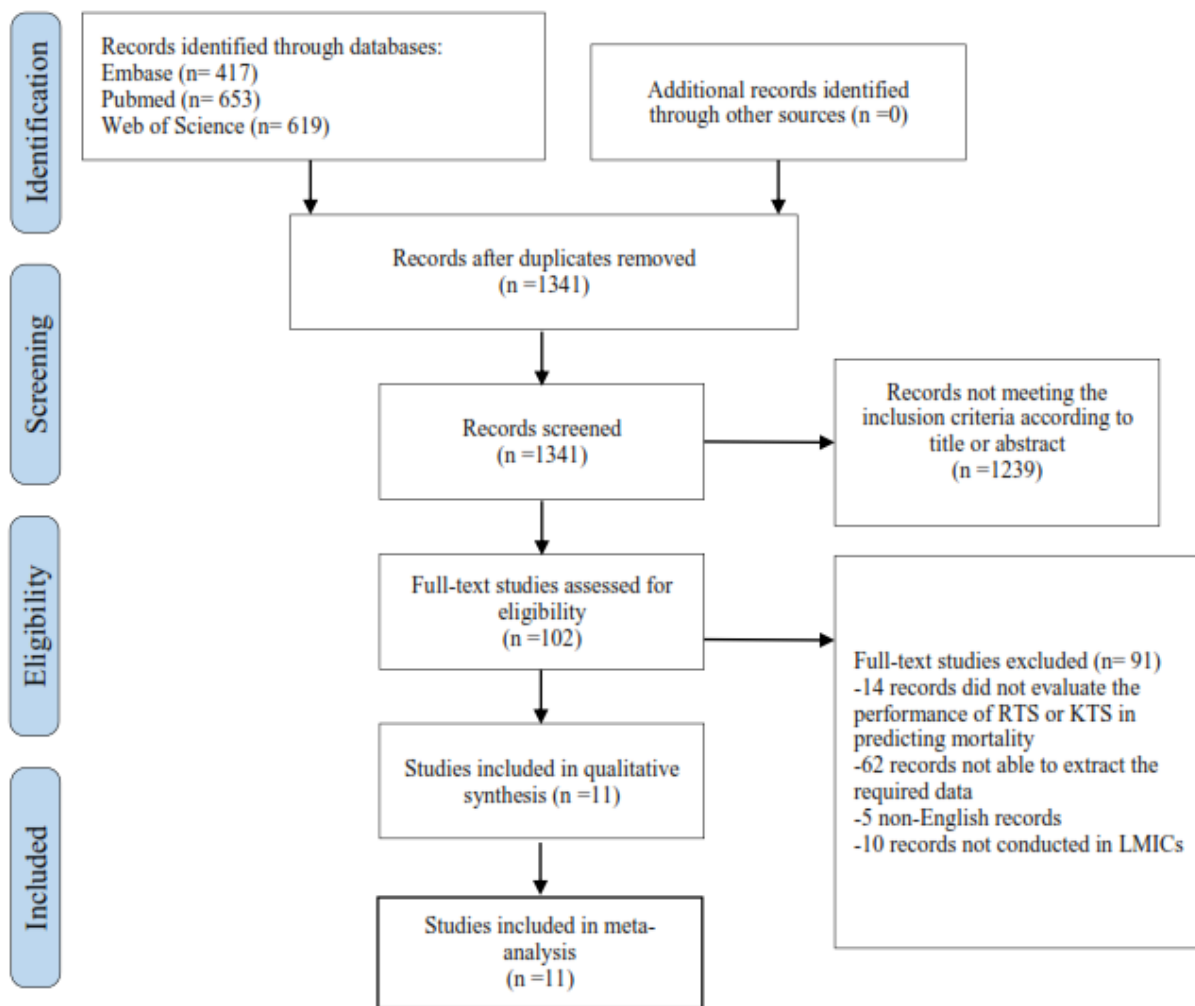 Identification
Records identified through databases:
Embase (n= 417)
Pubmed (n= 653)
Web of Science (n= 619)
Additional records identified
through other sources (n =0)
Records after duplicates removed
(n =1341)
Screening
Records screened
(n =1341)
Records not meeting the
inclusion criteria according to
title or abstract
(n =1239)
Eligibility
Full-text studies assessed for
eligibility
(n =102)
Full-text studies excluded (n= 91)
-14 records did not evaluate the
performance of RTS or KTS in
predicting mortality
-62 records not able to extract the
required data
-5 non-English records
-10 records not conducted in LMICs
Studies included in qualitative
synthesis (n =11)
Included
Studies included in meta-
analysis
(n =11)